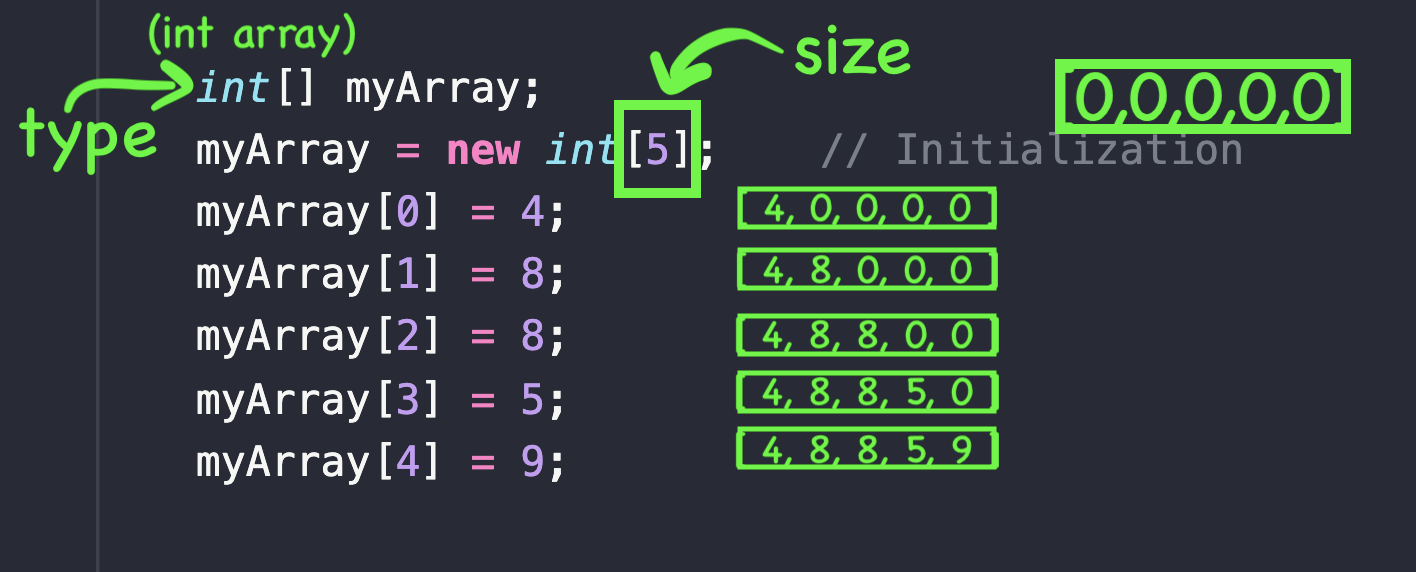 (int array)
int[] myArray;
size
0,0,0,0,0
type
myArray = new int[5]; // Initialization
myArray[0] = 4; 4, 0, 0, 0, 0
myArray[1] = 8; 4, 8, 0, 0, 0
myArray[2] = 8; 4, 8, 8, 0, 0
myArray[3] = 5; 4, 8, 8, 5, 0
myArray[4] = 9; 4, 8, 8, 5, 9